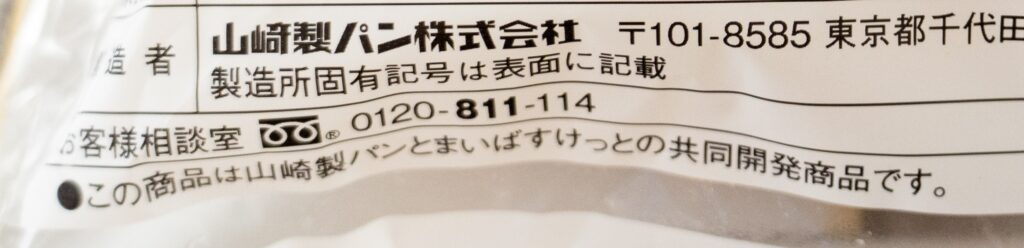 造者 山崎製パン株式会社 〒101-8585 東京都千代田
製造所固有記号は表面に記載
お客様相談室 ® 0120-811-114
●この商品は山崎製パンとまいばすけっとの共同開発商品です。